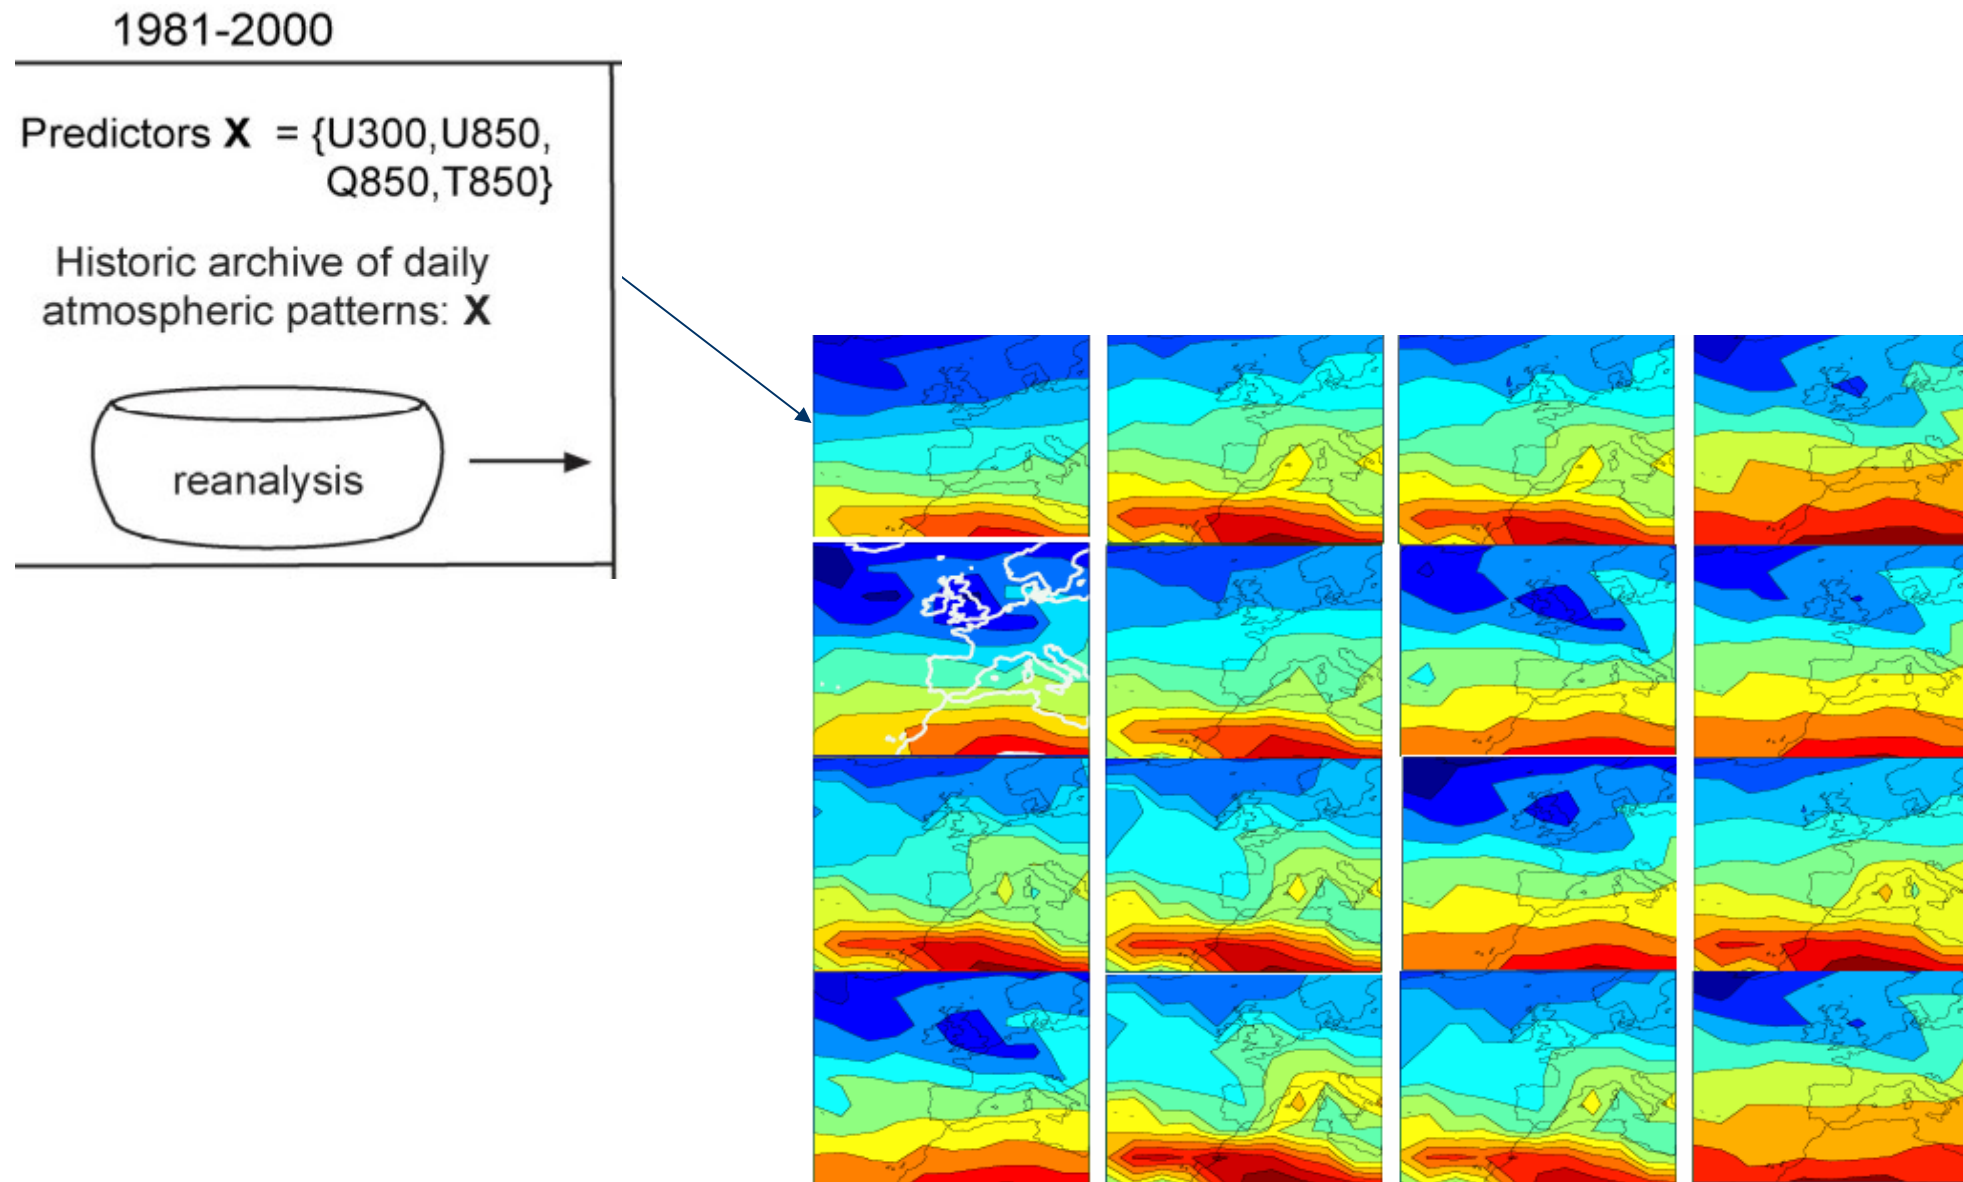 1981-2000
Predictors X = {U300,U850,
Q850,T850}
Historic archive of daily
atmospheric patterns: X
reanalysis